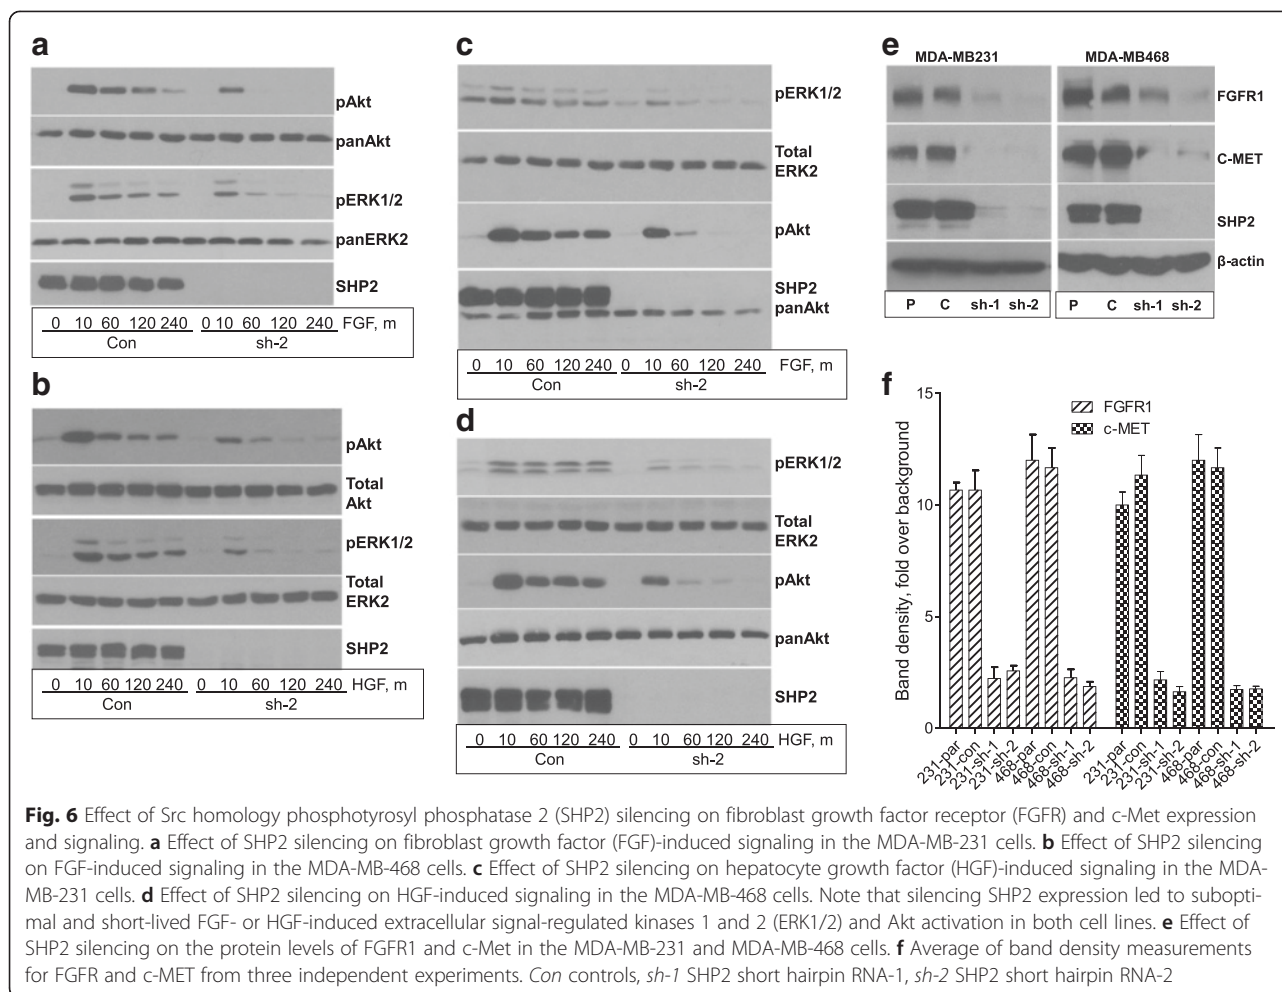 a
pAkt
panAkt
pERK1/2
panERK2
SHP2
0 10 60 120 240 0 10 60 120 240 FGF, m
Con sh-2
b
pAkt
Total
Akt
pERK1/2
Total
ERK2
SHP2
0 10 60 120 240 0 10 60 120 240 HGF, m
Con sh-2
c
pERK1/2
Total
ERK2
pAkt
SHP2
panAkt
0 10 60 120 240 0 10 60 120 240 FGF, m
Con sh-2
d
pERK1/2
Total
ERK2
pAkt
panAkt
SHP2
0 10 60 120 240 0 10 60 120 240 HGF, m
Con sh-2
e
MDA-MB231 MDA-MB468
FGFR1
C-MET
SHP2
β-actin
P C sh-1 sh-2 P C sh-1 sh-2
f
Band density, fold over background
15
10
5
0
FGFR1
c-MET
231-par
231-con
231-sh-1
231-sh-2
468-par
468-con
468-sh-1
468-sh-2
231-par
231-con
231-sh-1
231-sh-2
468-par
468-con
468-sh-1
468-sh-2
Fig. 6 Effect of Src homology phosphotyrosyl phosphatase 2 (SHP2) silencing on fibroblast growth factor receptor (FGFR) and c-Met expression
and signaling. a Effect of SHP2 silencing on fibroblast growth factor (FGF)-induced signaling in the MDA-MB-231 cells. b Effect of SHP2 silencing
on FGF-induced signaling in the MDA-MB-468 cells. c Effect of SHP2 silencing on hepatocyte growth factor (HGF)-induced signaling in the MDA-
MB-231 cells. d Effect of SHP2 silencing on HGF-induced signaling in the MDA-MB-468 cells. Note that silencing SHP2 expression led to subopti-
mal and short-lived FGF- or HGF-induced extracellular signal-regulated kinases 1 and 2 (ERK1/2) and Akt activation in both cell lines. e Effect of
SHP2 silencing on the protein levels of FGFR1 and c-Met in the MDA-MB-231 and MDA-MB-468 cells. f Average of band density measurements
for FGFR and c-MET from three independent experiments. Con controls, sh-1 SHP2 short hairpin RNA-1, sh-2 SHP2 short hairpin RNA-2